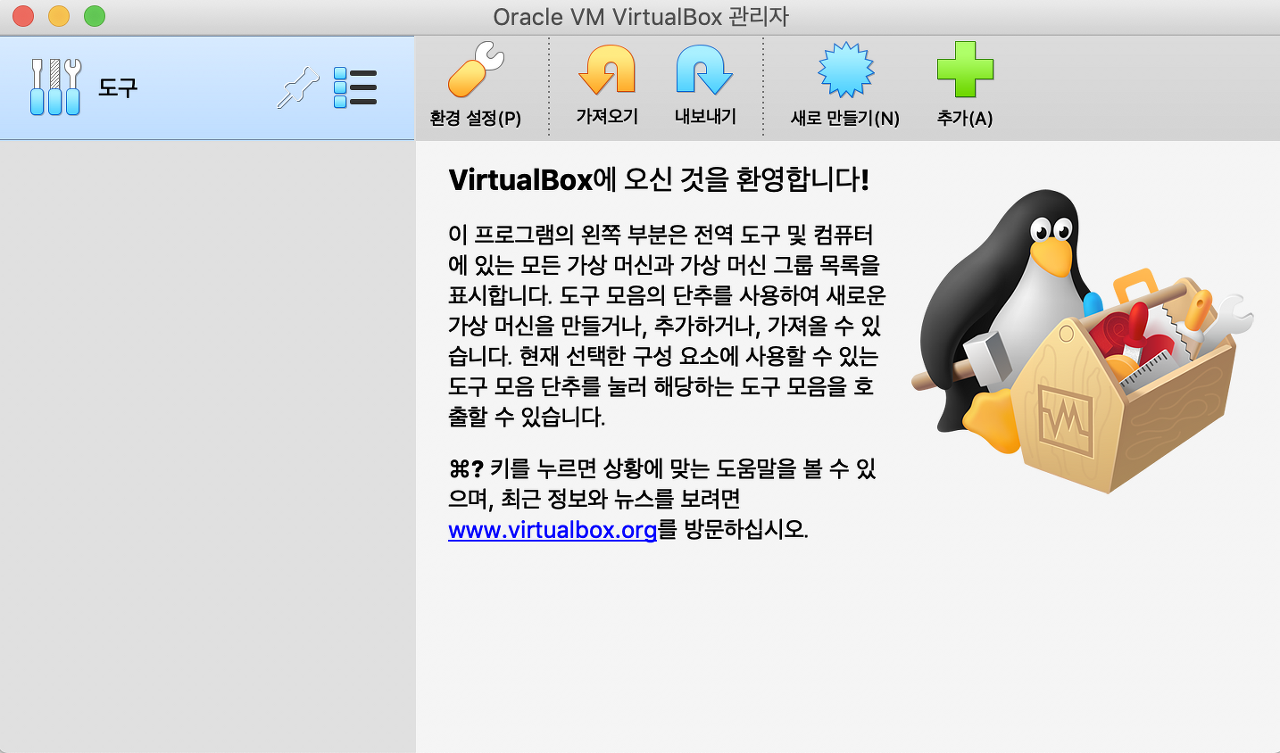 Oracle VM VirtualBox 관리자
도구
환경 설정(P)
가져오기
내보내기
새로 만들기(N)
추가(A)
VirtualBox에 오신 것을 환영합니다!
이 프로그램의 왼쪽 부분은 전역 도구 및 컴퓨터
에 있는 모든 가상 머신과 가상 머신 그룹 목록을
표시합니다. 도구 모음의 단추를 사용하여 새로운
가상 머신을 만들거나, 추가하거나, 가져올 수 있
습니다. 현재 선택한 구성 요소에 사용할 수 있는
도구 모음 단추를 눌러 해당하는 도구 모음을 호
출할 수 있습니다.
⌘? 키를 누르면 상황에 맞는 도움말을 볼 수 있
으며, 최근 정보와 뉴스를 보려면
www.virtualbox.org를 방문하십시오.